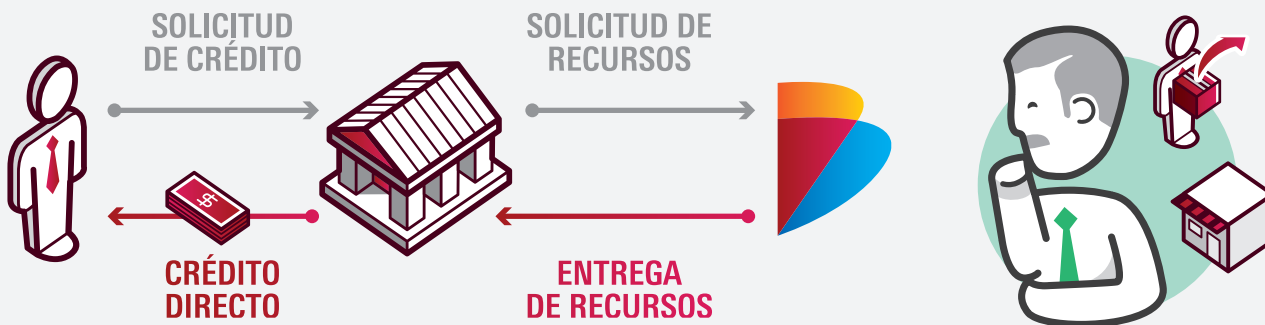 SOLICITUD
DE CRÉDITO
SOLICITUD DE
RECURSOS
$
CRÉDITO
DIRECTO
ENTREGA
DE RECURSOS